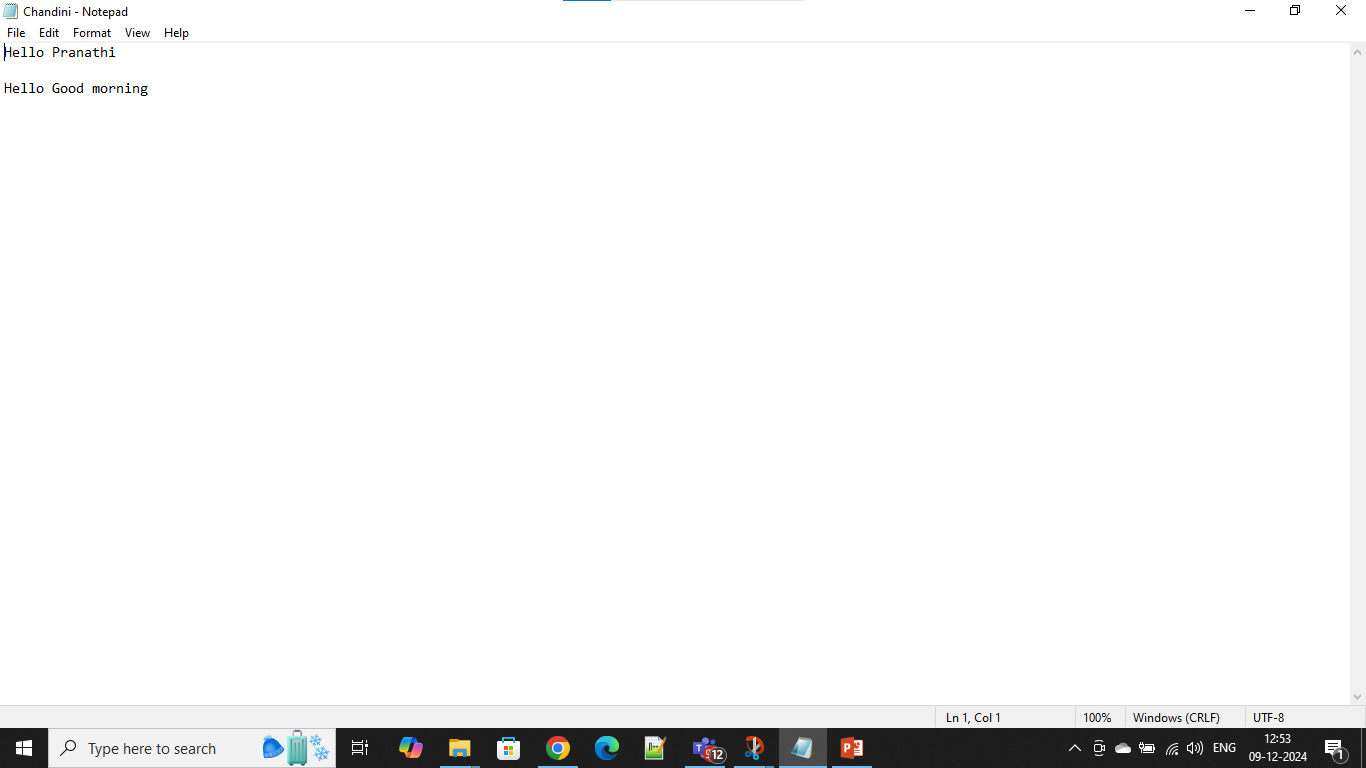 Chandini - Notepad
File Edit Format View Help
Hello Pranathi
Hello Good morning
Ln 1, Col 1 100% Windows (CRLF) UTF-8
Type here to search 12 ENG 12:53
09-12-2024 1